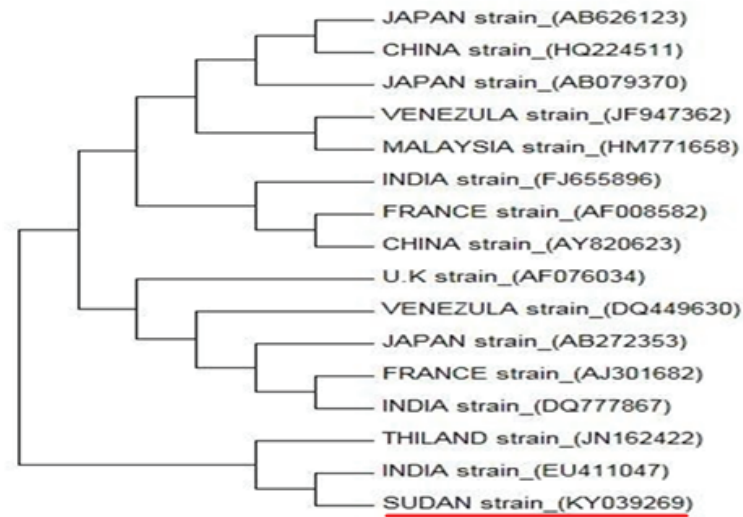 JAPAN strain_(AB626123)
CHINA strain_(HQ224511)
JAPAN strain_(AB079370)
VENEZULA strain_(JF947362)
MALAYSIA strain_(HM771658)
INDIA strain_(FJ655896)
FRANCE strain_(AF008582)
CHINA strain_(AY820623)
U.K strain_(AF076034)
VENEZULA strain_(DQ449630)
JAPAN strain_(AB272353)
FRANCE strain_(AJ301682)
INDIA strain_(DQ777867)
THILAND strain_(JN162422)
INDIA strain_(EU411047)
SUDAN strain_(KY039269)